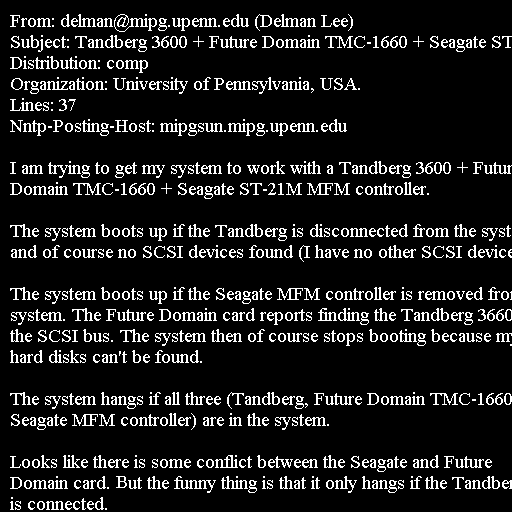 From: delman@mipg.upenn.edu (Delman Lee)
Subject: Tandberg 3600 + Future Domain TMC-1660 + Seagate ST
Distribution: comp
Organization: University of Pennsylvania, USA.
Lines: 37
Nntp-Posting-Host: mipgsun.mipg.upenn.edu

I am trying to get my system to work with a Tandberg 3600 + Futur
Domain TMC-1660 + Seagate ST-21M MFM controller.

The system boots up if the Tandberg is disconnected from the syst
and of course no SCSI devices found (I have no other SCSI device

The system boots up if the Seagate MFM controller is removed fro
system. The Future Domain card reports finding the Tandberg 3660
the SCSI bus. The system then of course stops booting because my
hard disks can't be found.

The system hangs if all three (Tandberg, Future Domain TMC-1660
Seagate MFM controller) are in the system.

Looks like there is some conflict between the Seagate and Future
Domain card. But the funny thing is that it only hangs if the Tandber
is connected.